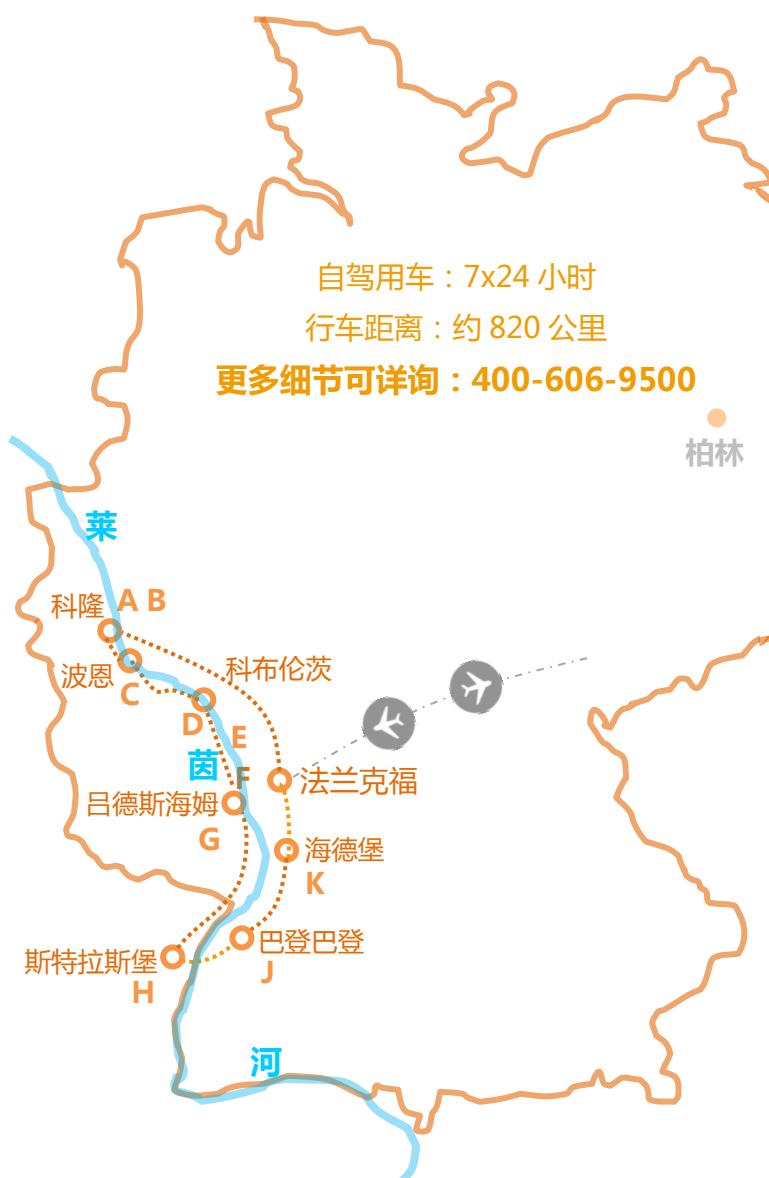 自驾用车：7x24 小时
行车距离：约 820 公里
更多细节可详询：400-606-9500
柏林
莱
科隆
A B
波恩
C
科布伦茨
D
E
茵
F
法兰克福
吕德斯海姆
G
海德堡
K
巴登巴登
J
斯特拉斯堡
H
河